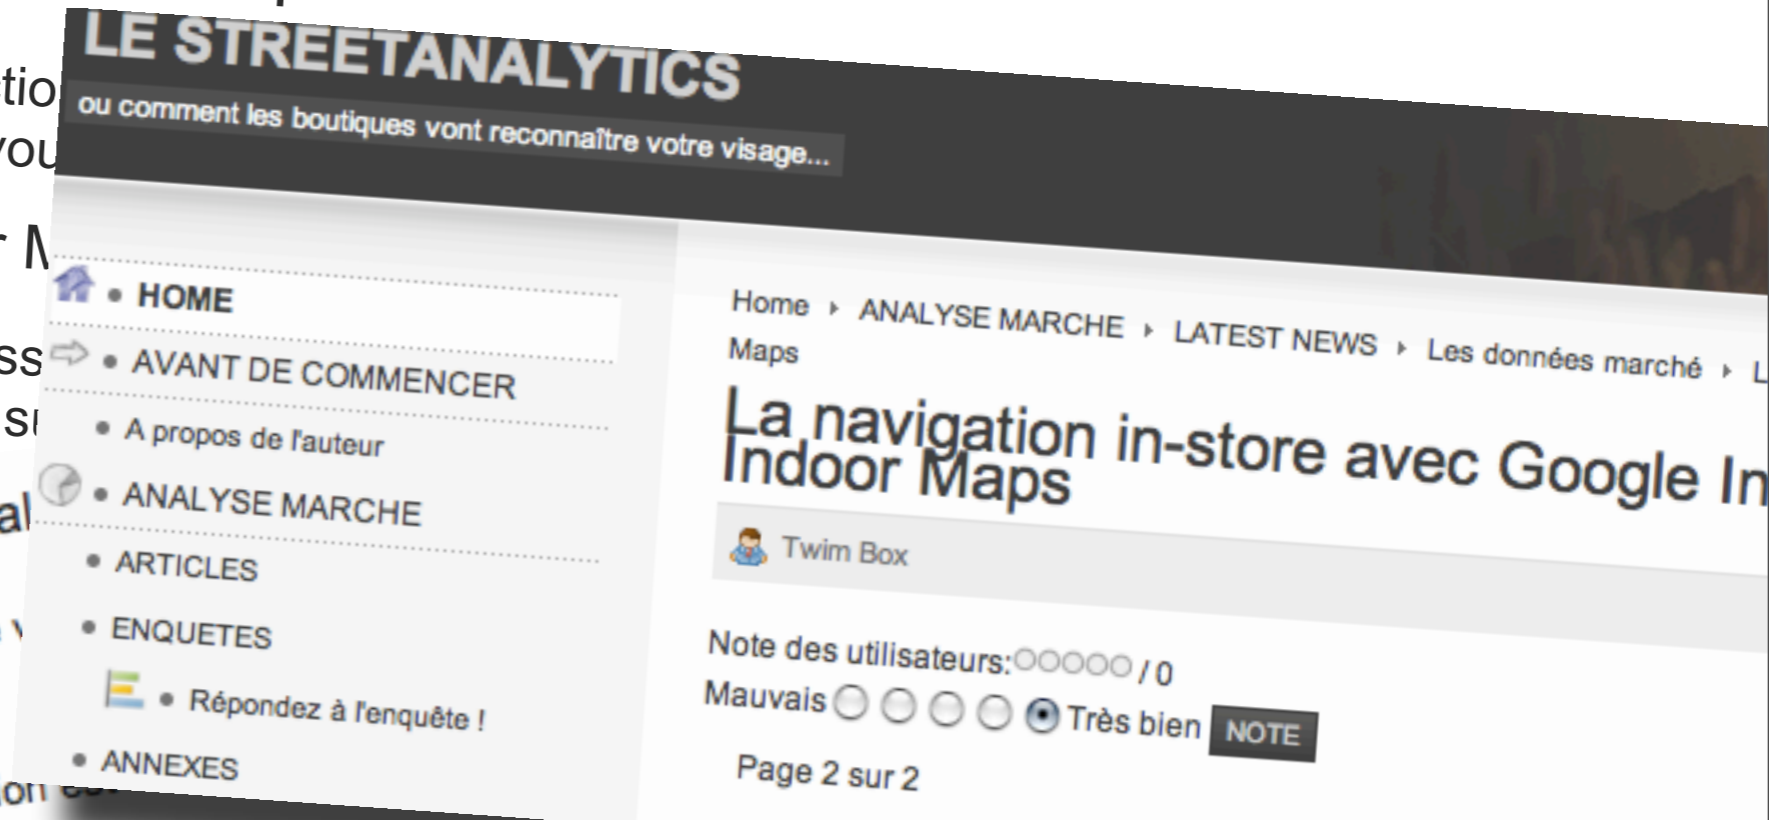 LE STREETANALYTICS
ou comment les boutiques vont reconnaître votre visage...
HOME
AVANT DE COMMENCER
A propos de l'auteur
ANALYSE MARCHE
ARTICLES
ENQUETES
Répondez à l'enquête !
ANNEXES
Home ANALYSE MARCHE LATEST NEWS Les données marché
Maps
La navigation in-store avec Google
Indoor Maps
Twim Box
Note des utilisateurs: / 0
Mauvais Très bien NOTE
Page 2 sur 2